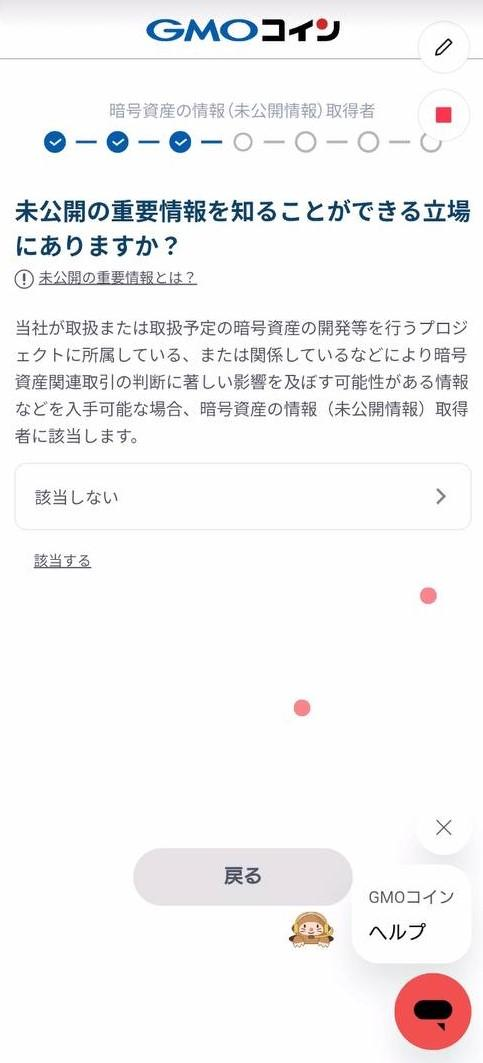 GMOコイン
暗号資産の情報(未公開情報)取得者
未公開の重要情報を知ることができる立場
にありますか?
未公開の重要情報とは?
当社が取扱または取扱予定の暗号資産の開発等を行うプロジ
ェクトに所属している、または関係しているなどにより暗号
資産関連取引の判断に著しい影響を及ぼす可能性がある情報
などを入手可能な場合、暗号資産の情報（未公開情報）取得
者に該当します。
該当しない
該当する
戻る
GMOコイン
ヘルプ